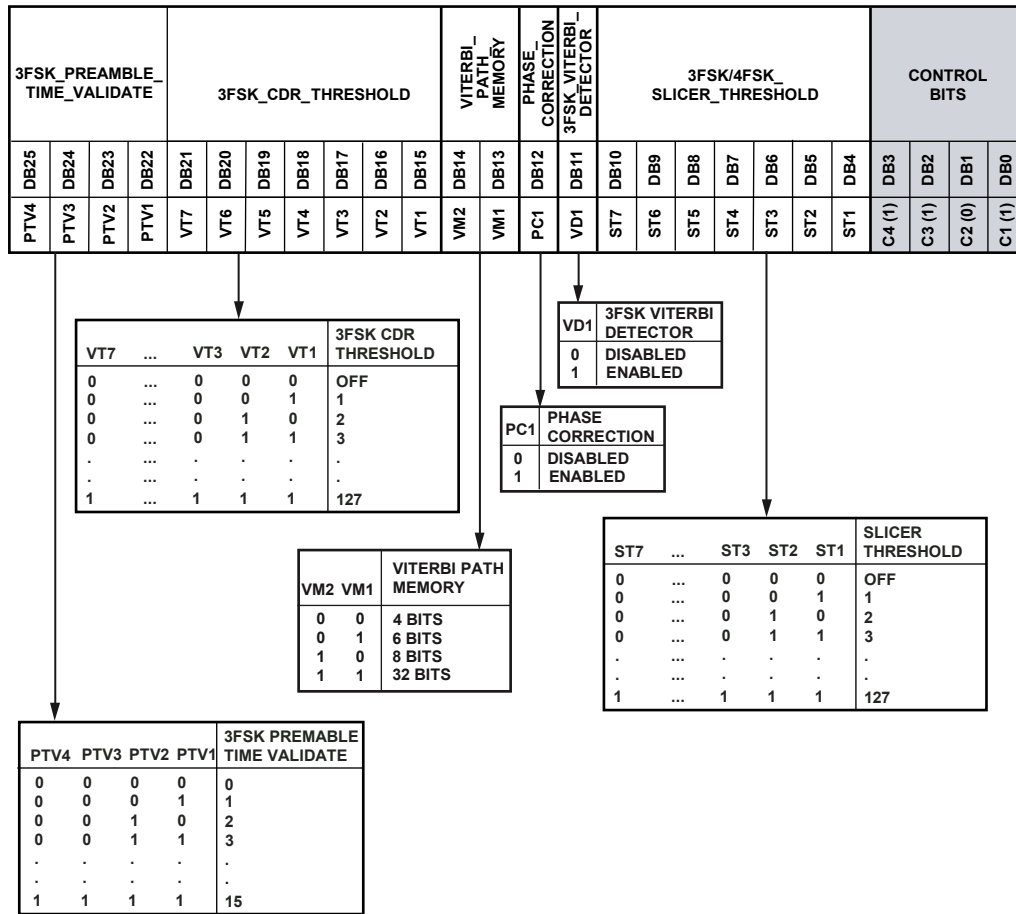 3FSK_PREAMBLE_
TIME_VALIDATE
3FSK_CDR_THRESHOLD
VITERBI_
PATH_
MEMORY
PHASE_
CORRECTION
3FSK_VITERBI_
DETECTOR
3FSK/4FSK_
SLICER_THRESHOLD
CONTROL
BITS
DB25 DB24 DB23 DB22 DB21 DB20 DB19 DB18 DB17 DB16 DB15 DB14 DB13 DB12 DB11 DB10 DB9 DB8 DB7 DB6 DB5 DB4 DB3 DB2 DB1 DB0
PTV4 PTV3 PTV2 PTV1 VT7 VT6 VT5 VT4 VT3 VT2 VT1 VM2 VM1 PC1 VD1 ST7 ST6 ST5 ST4 ST3 ST2 ST1 C4 (1) C3 (1) C2 (0) C1 (1)
VD1 3FSK VITERBI
DETECTOR
0 DISABLED
1 ENABLED
VT7 ... VT3 VT2 VT1 3FSK CDR
THRESHOLD
0 ... 0 0 0 OFF
0 ... 0 0 1 1
0 ... 0 1 0 2
0 ... 0 1 1 3
. ... . . . .
. ... . . . .
1 ... 1 1 1 127
PC1 PHASE
CORRECTION
0 DISABLED
1 ENABLED
ST7 ... ST3 ST2 ST1 SLICER
THRESHOLD
0 ... 0 0 0 OFF
0 ... 0 0 1 1
0 ... 0 1 0 2
0 ... 0 1 1 3
. ... . . . .
. ... . . . .
1 ... 1 1 1 127
VM2 VM1 VITERBI PATH
MEMORY
0 0 4 BITS
0 1 6 BITS
1 0 8 BITS
1 1 32 BITS
PTV4 PTV3 PTV2 PTV1 3FSK PREMABLE
TIME VALIDATE
0 0 0 0 0
0 0 0 1 1
0 0 1 0 2
0 0 1 1 3
. . . . .
. . . . .
1 1 1 1 15